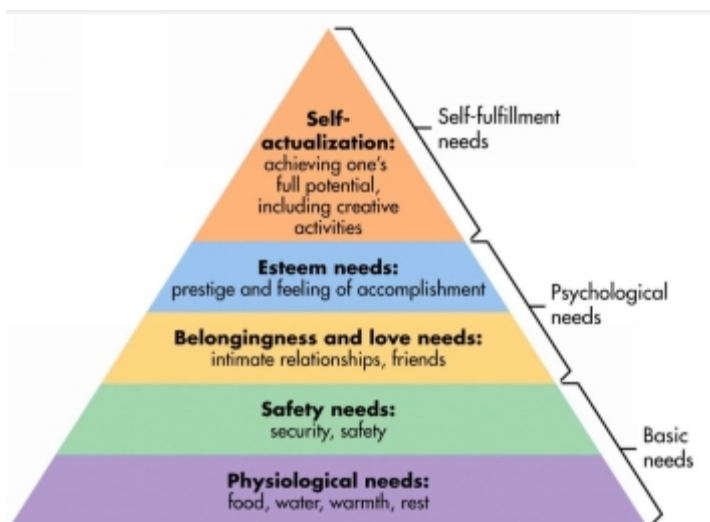 Self-
actualization:
achieving one's
full potential,
including creative
activities
Self-fulfillment
needs
Esteem needs:
prestige and feeling of accomplishment
Psychological
needs
Belongingness and love needs:
intimate relationships, friends
Safety needs:
security, safety
Basic
needs
Physiological needs:
food, water, warmth, rest